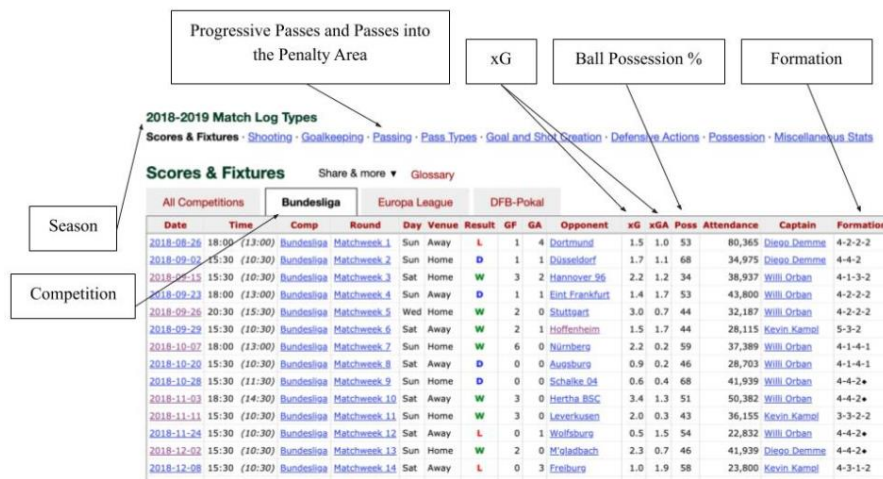 Progressive Passes and Passes into
the Penalty Area
xG
Ball Possession %
Formation
2018-2019 Match Log Types
Scores & Fixtures · Shooting · Goalkeeping · Passing · Pass Types · Goal and Shot Creation · Defensive Actions · Possession · Miscellaneous Stats
Scores & Fixtures Share & more ▼ Glossary
All Competitions Bundesliga Europa League DFB-Pokal
Season
Competition
Date Time Comp Round Day Venue Result GF GA Opponent xG xGA Poss Attendance Captain Formation
2018-08-26 18:00 (13:00) Bundesliga Matchweek 1 Sun Away L 1 4 Dortmund 1.5 1.0 53 80,365 Diego Demme 4-2-2-2
2018-09-02 15:30 (10:30) Bundesliga Matchweek 2 Sun Home D 1 1 Düsseldorf 1.7 1.1 68 34,975 Diego Demme 4-4-2
2018-09-15 15:30 (10:30) Bundesliga Matchweek 3 Sat Home W 3 2 Hannover 96 2.2 1.2 34 38,937 Willi Orban 4-1-3-2
2018-09-23 18:00 (13:00) Bundesliga Matchweek 4 Sun Away D 1 1 Eint Frankfurt 1.4 1.7 53 43,800 Willi Orban 4-2-2-2
2018-09-26 20:30 (15:30) Bundesliga Matchweek 5 Wed Home W 2 0 Stuttgart 3.0 0.7 44 32,187 Willi Orban 4-2-2-2
2018-09-29 15:30 (10:30) Bundesliga Matchweek 6 Sat Away W 2 1 Hoffenheim 1.5 1.7 44 28,115 Kevin Kampl 5-3-2
2018-10-07 18:00 (13:00) Bundesliga Matchweek 7 Sun Home W 6 0 Nürnberg 2.2 0.2 59 37,389 Willi Orban 4-1-4-1
2018-10-20 15:30 (10:30) Bundesliga Matchweek 8 Sat Away D 0 0 Augsburg 0.9 0.2 46 28,703 Willi Orban 4-1-4-1
2018-10-28 15:30 (11:30) Bundesliga Matchweek 9 Sun Home D 0 0 Schalke 04 0.6 0.4 68 41,939 Willi Orban 4-4-2◆
2018-11-03 18:30 (14:30) Bundesliga Matchweek 10 Sat Away W 3 0 Hertha BSC 3.4 1.3 51 50,382 Willi Orban 4-4-2◆
2018-11-11 15:30 (10:30) Bundesliga Matchweek 11 Sun Home W 3 0 Leverkusen 2.0 0.3 43 36,155 Kevin Kampl 3-3-2-2
2018-11-24 15:30 (10:30) Bundesliga Matchweek 12 Sat Away L 0 1 Wolfsburg 0.5 1.5 54 22,832 Willi Orban 4-4-2◆
2018-12-02 15:30 (10:30) Bundesliga Matchweek 13 Sun Home W 2 0 M'gladbach 2.3 0.7 46 41,939 Diego Demme 4-4-2◆
2018-12-08 15:30 (10:30) Bundesliga Matchweek 14 Sat Away L 0 3 Freiburg 1.0 1.9 58 23,800 Kevin Kampl 4-3-1-2